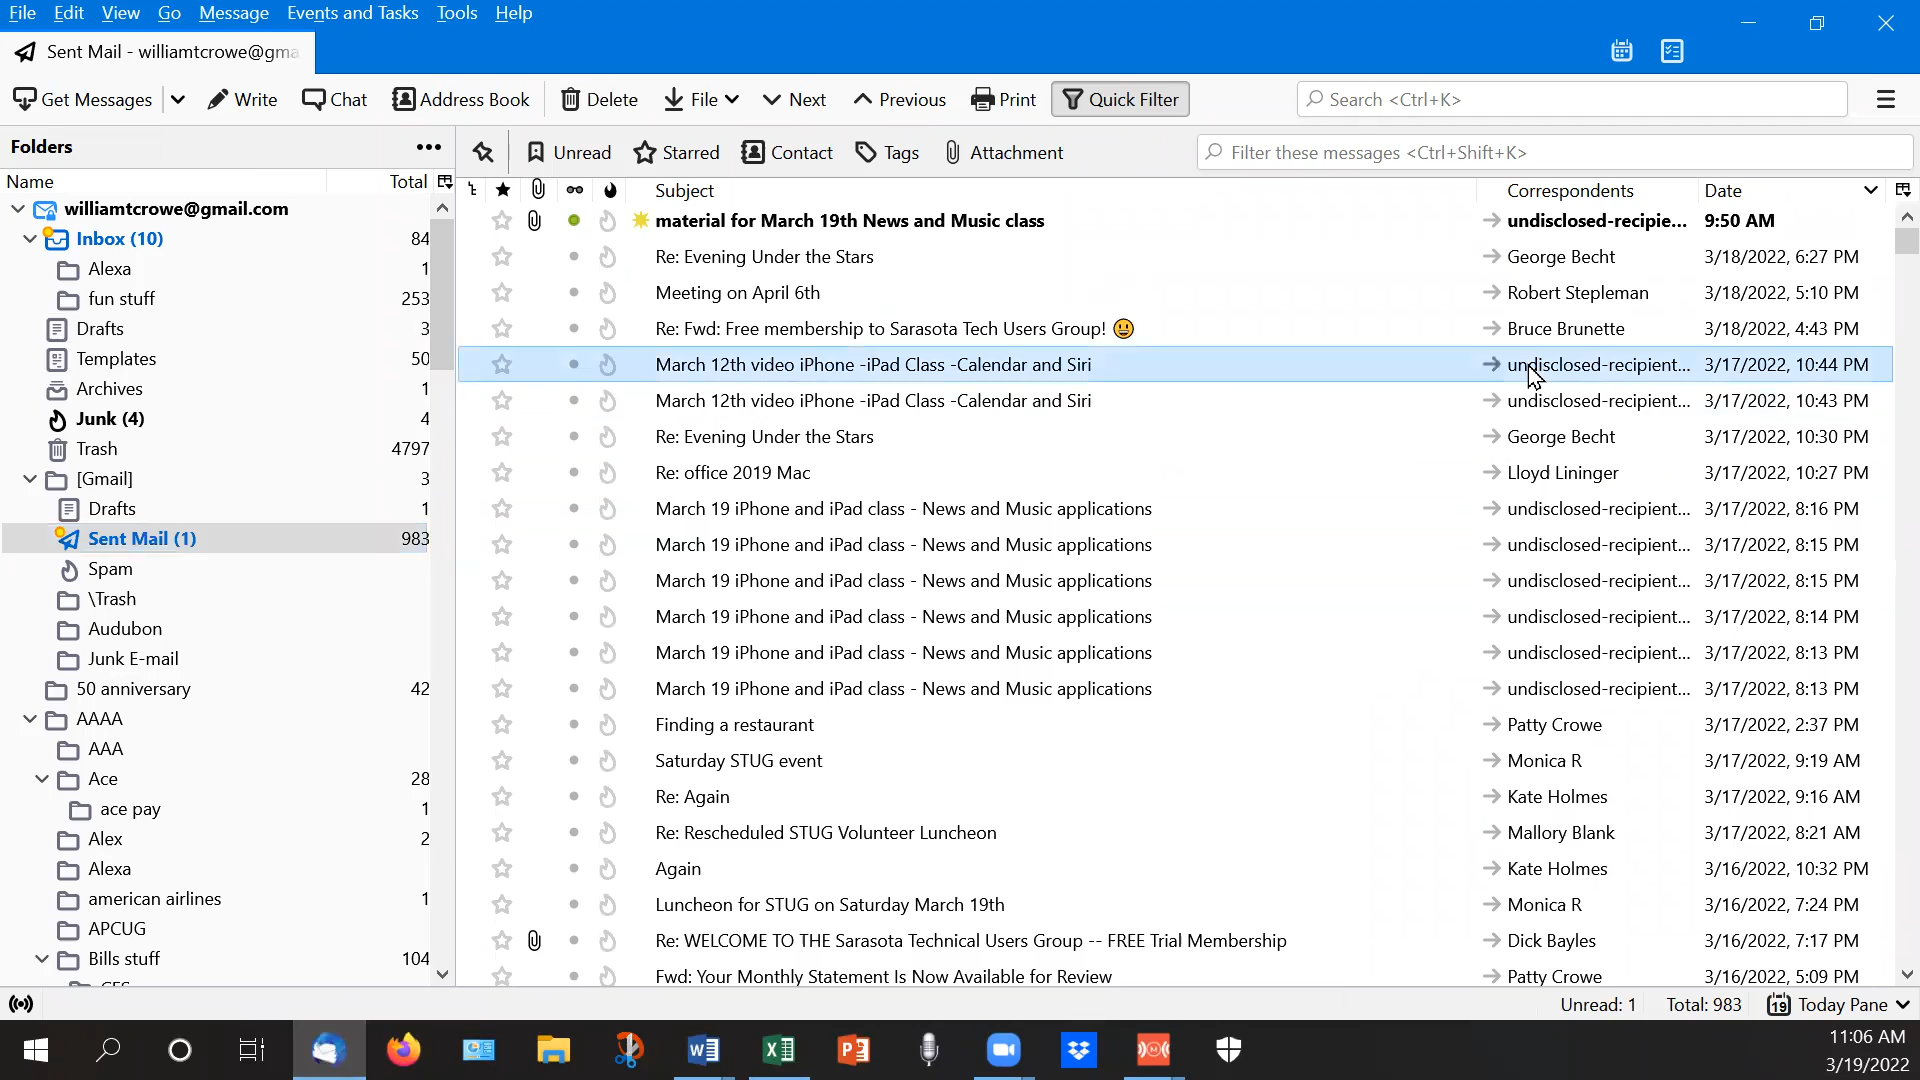 File Edit View Go Message Events and Tasks Tools Help
Sent Mail - williamtcrowe@gma
Get Messages Write Chat Address Book Delete File Next Previous Print Quick Filter Search <Ctrl+K>
Folders ••• Unread Starred Contact Tags Attachment Filter these messages <Ctrl+Shift+K>
Name Total
williamtcrowe@gmail.com
Inbox (10) 84
Alexa 1
fun stuff 253
Drafts 3
Templates 50
Archives 1
Junk (4) 4
Trash 4797
[Gmail] 3
Drafts 1
Sent Mail (1) 983
Spam
\Trash
Audubon
Junk E-mail
50 anniversary 42
AAAA
AAA
Ace 28
ace pay 1
Alex 2
Alexa
american airlines 1
APCUG
Bills stuff 104
Subject Correspondents Date
material for March 19th News and Music class undisclosed-recipie... 9:50 AM
Re: Evening Under the Stars George Becht 3/18/2022, 6:27 PM
Meeting on April 6th Robert Stepleman 3/18/2022, 5:10 PM
Re: Fwd: Free membership to Sarasota Tech Users Group! 😃 Bruce Brunette 3/18/2022, 4:43 PM
March 12th video iPhone -iPad Class -Calendar and Siri undisclosed-recipient... 3/17/2022, 10:44 PM
March 12th video iPhone -iPad Class -Calendar and Siri undisclosed-recipient... 3/17/2022, 10:43 PM
Re: Evening Under the Stars George Becht 3/17/2022, 10:30 PM
Re: office 2019 Mac Lloyd Lininger 3/17/2022, 10:27 PM
March 19 iPhone and iPad class - News and Music applications undisclosed-recipient... 3/17/2022, 8:16 PM
March 19 iPhone and iPad class - News and Music applications undisclosed-recipient... 3/17/2022, 8:15 PM
March 19 iPhone and iPad class - News and Music applications undisclosed-recipient... 3/17/2022, 8:15 PM
March 19 iPhone and iPad class - News and Music applications undisclosed-recipient... 3/17/2022, 8:14 PM
March 19 iPhone and iPad class - News and Music applications undisclosed-recipient... 3/17/2022, 8:13 PM
March 19 iPhone and iPad class - News and Music applications undisclosed-recipient... 3/17/2022, 8:13 PM
Finding a restaurant Patty Crowe 3/17/2022, 2:37 PM
Saturday STUG event Monica R 3/17/2022, 9:19 AM
Re: Again Kate Holmes 3/17/2022, 9:16 AM
Re: Rescheduled STUG Volunteer Luncheon Mallory Blank 3/17/2022, 8:21 AM
Again Kate Holmes 3/16/2022, 10:32 PM
Luncheon for STUG on Saturday March 19th Monica R 3/16/2022, 7:24 PM
Re: WELCOME TO THE Sarasota Technical Users Group -- FREE Trial Membership Dick Bayles 3/16/2022, 7:17 PM
Fwd: Your Monthly Statement Is Now Available for Review Patty Crowe 3/16/2022, 5:09 PM
Unread: 1 Total: 983 19 Today Pane
11:06 AM
3/19/2022